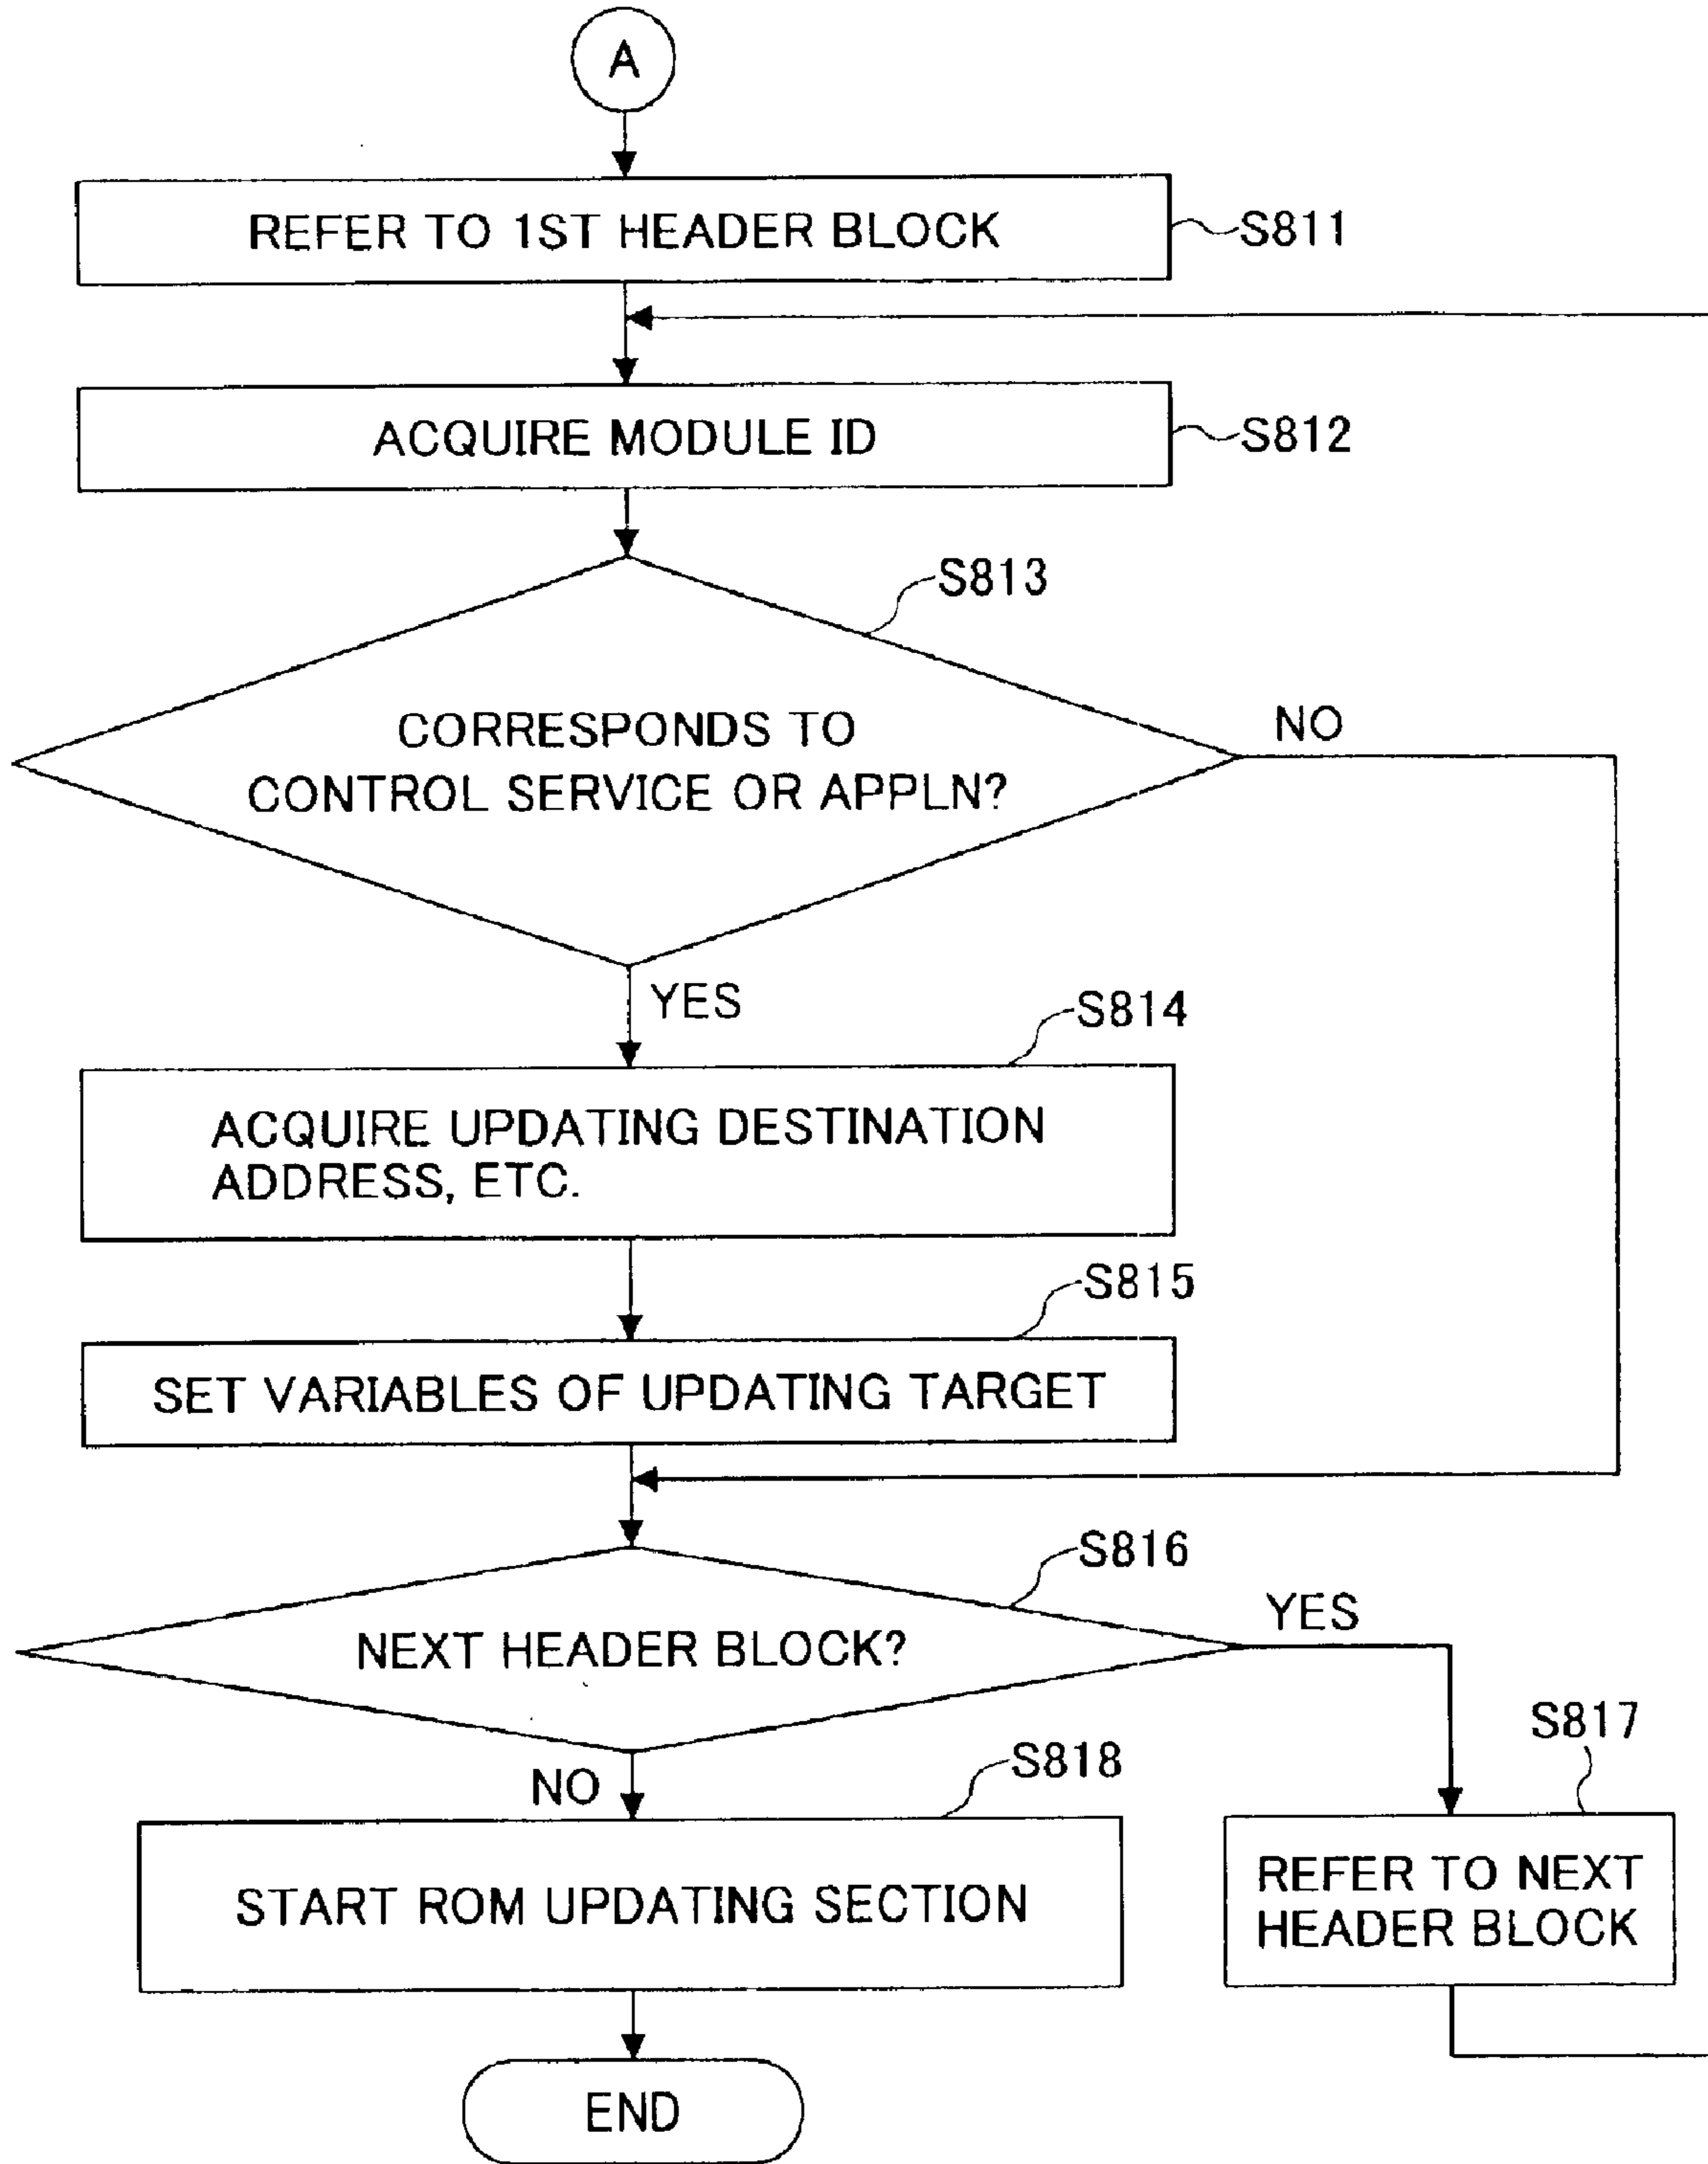 A
REFER TO 1ST HEADER BLOCK
S811
ACQUIRE MODULE ID
S812
S813
CORRESPONDS TO
CONTROL SERVICE OR APPLN?
NO
YES
S814
ACQUIRE UPDATING DESTINATION
ADDRESS, ETC.
S815
SET VARIABLES OF UPDATING TARGET
S816
NEXT HEADER BLOCK?
YES
S817
NO
S818
START ROM UPDATING SECTION
REFER TO NEXT
HEADER BLOCK
END